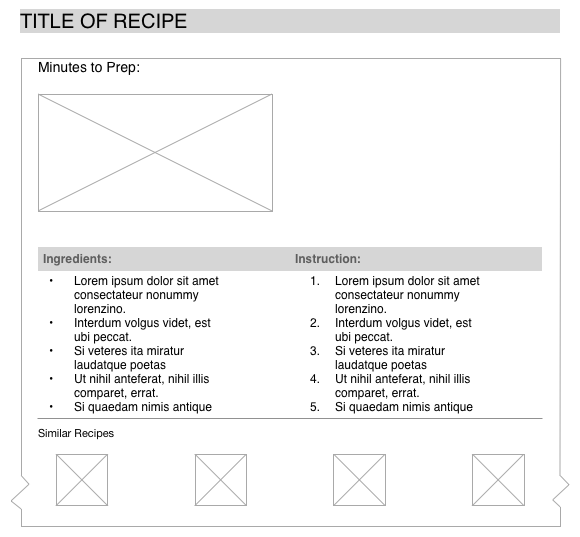 TITLE OF RECIPE
Minutes to Prep:
Ingredients:
• Lorem ipsum dolor sit amet
consectateur nonummy
lorenzino.
• Interdum volgus videt, est
ubi peccat.
• Si veteres ita miratur
laudatque poetas
• Ut nihil anteferat, nihil illis
comparet, errat.
• Si quaedam nimis antique
Instruction:
1. Lorem ipsum dolor sit amet
consectateur nonummy
lorenzino.
2. Interdum volgus videt, est
ubi peccat.
3. Si veteres ita miratur
laudatque poetas
4. Ut nihil anteferat, nihil illis
comparet, errat.
5. Si quaedam nimis antique
Similar Recipes